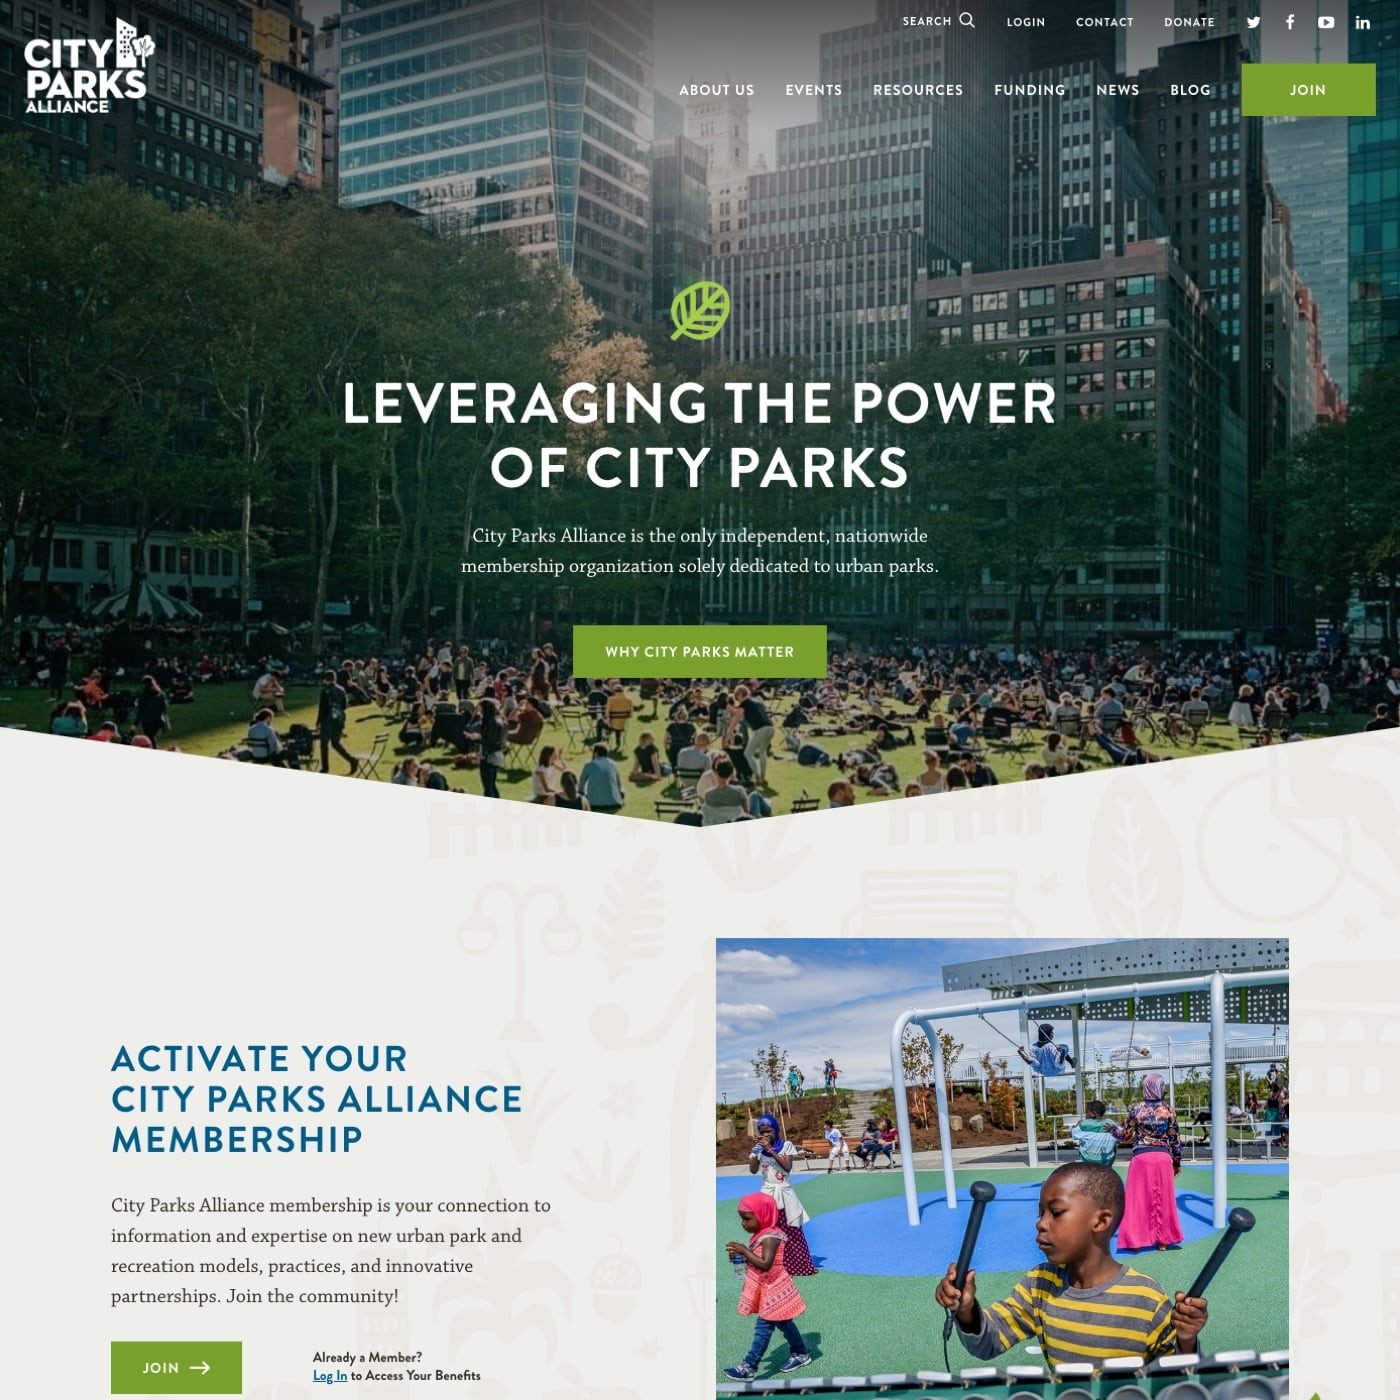 CITY
PARKS
ALLIANCE
SEARCH
LOGIN
CONTACT
DONATE
ABOUT US
EVENTS
RESOURCES
FUNDING
NEWS
BLOG
JOIN
LEVERAGING THE POWER
OF CITY PARKS
City Parks Alliance is the only independent, nationwide
membership organization solely dedicated to urban parks.
WHY CITY PARKS MATTER
ACTIVATE YOUR
CITY PARKS ALLIANCE
MEMBERSHIP
City Parks Alliance membership is your connection to
information and expertise on new urban park and
recreation models, practices, and innovative
partnerships. Join the community!
JOIN
Already a Member?
Log In to Access Your Benefits